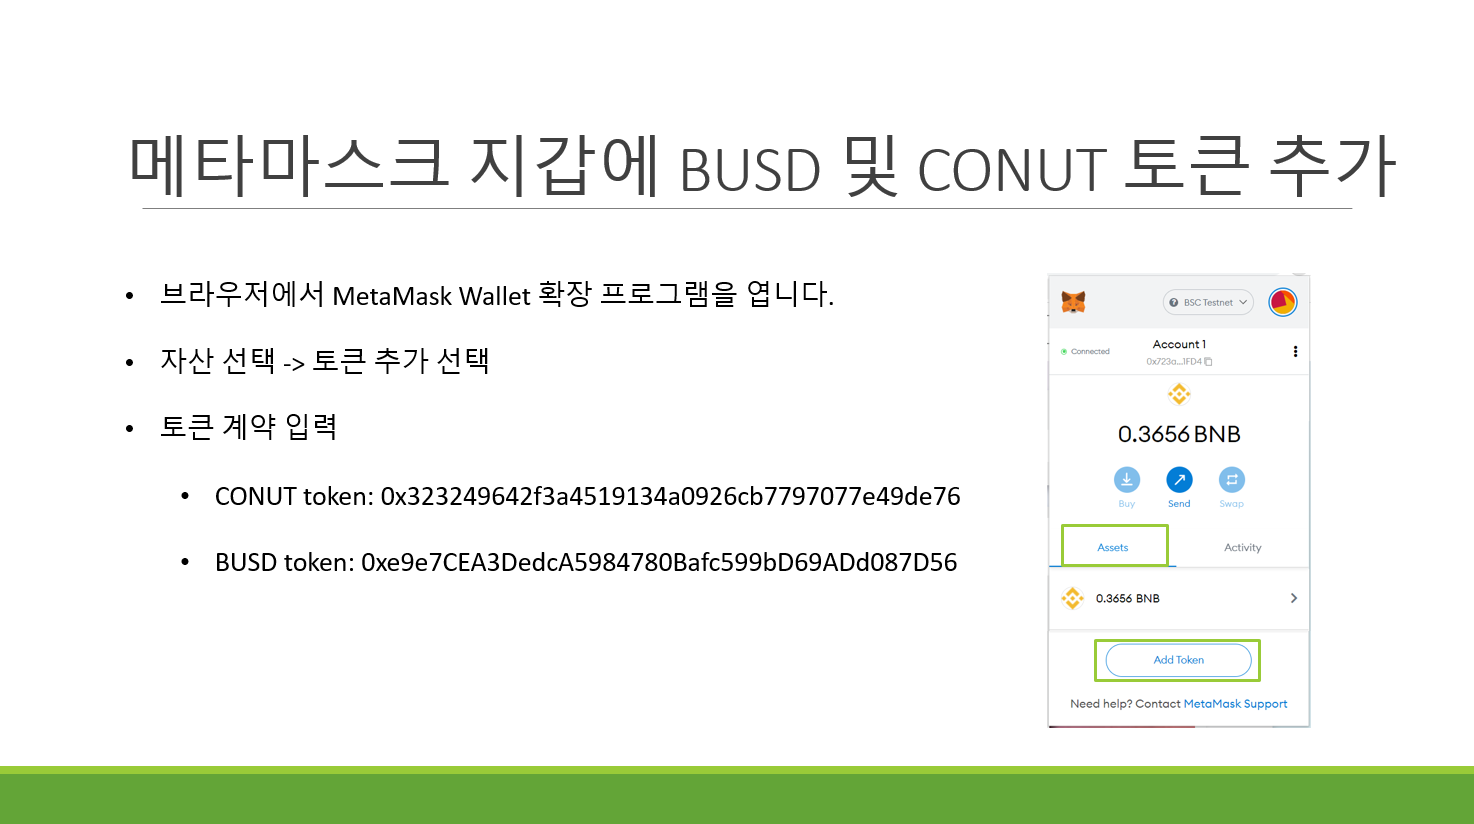 메타마스크 지갑에 BUSD 및 CONUT 토큰 추가
• 브라우저에서 MetaMask Wallet 확장 프로그램을 엽니다.
• 자산 선택 -> 토큰 추가 선택
• 토큰 계약 입력
• CONUT token: 0x323249642f3a4519134a0926cb7797077e49de76
• BUSD token: 0xe9e7CEA3DedcA5984780Bafc599bD69ADd087D56
BSC Testnet
Connected
Account 1
0x723a...1FD4
0.3656 BNB
Buy Send Swap
Assets Activity
0.3656 BNB
Add Token
Need help? Contact MetaMask Support